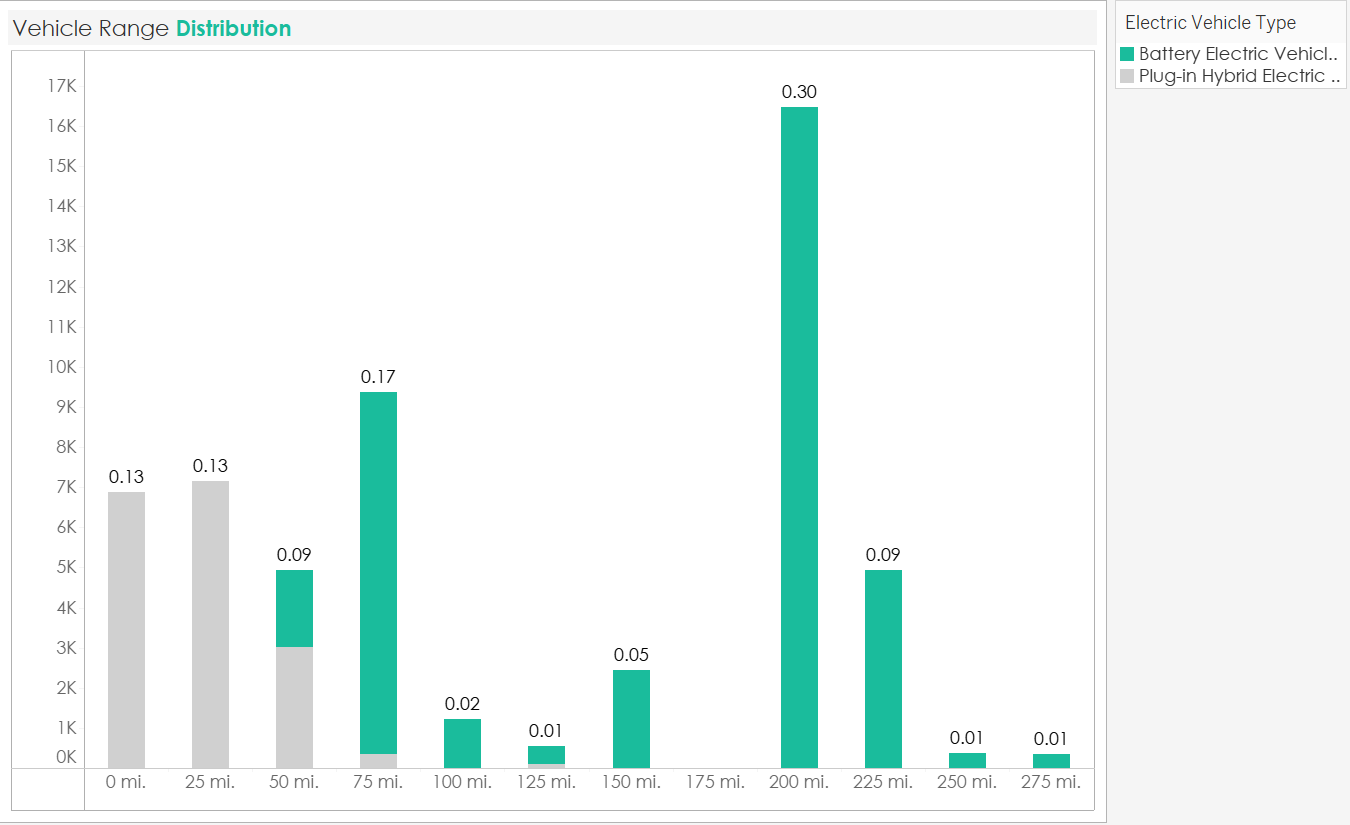 Vehicle Range Distribution
Electric Vehicle Type
Battery Electric Vehicl..
Plug-in Hybrid Electric ..
17K
16K
15K
14K
13K
12K
11K
10K
9K
8K
7K
6K
5K
4K
3K
2K
1K
0K
0.13
0.13
0.09
0.17
0.02
0.01
0.05
0.30
0.09
0.01
0.01
0 mi.
25 mi.
50 mi.
75 mi.
100 mi.
125 mi.
150 mi.
175 mi.
200 mi.
225 mi.
250 mi.
275 mi.